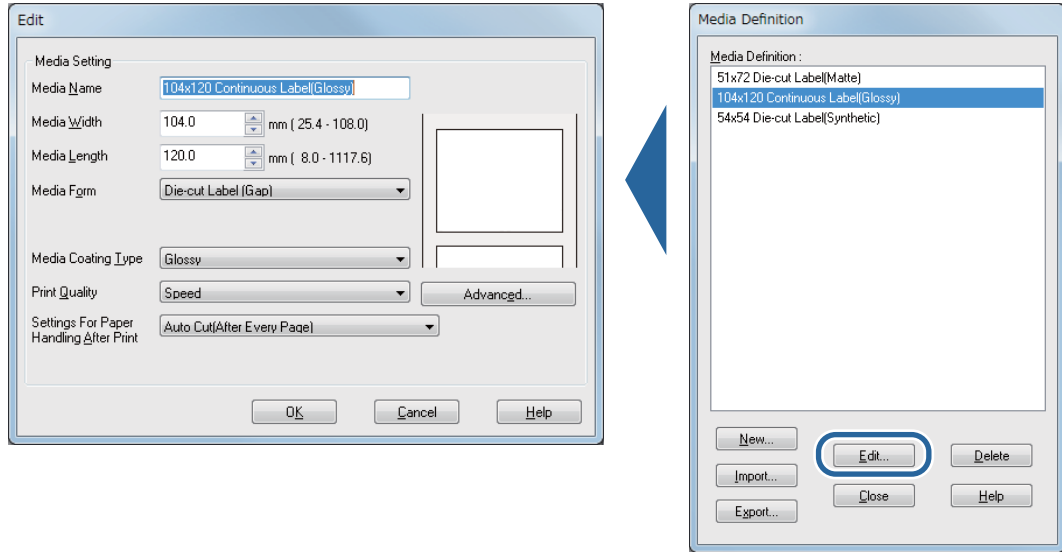 Edit
Media Setting
Media Name 104x120 Continuous Label(Glossy)
Media Width 104.0 mm ( 25.4 - 108.0)
Media Length 120.0 mm ( 8.0 - 1117.6)
Media Form Die-cut Label (Gap)
Media Coating Type Glossy
Print Quality Speed Advanced...
Settings For Paper
Handling After Print Auto Cut(After Every Page)
OK Cancel Help
Media Definition
Media Definition :
51x72 Die-cut Label(Matte)
104x120 Continuous Label(Glossy)
54x54 Die-cut Label(Synthetic)
New...
Edit... Delete
Import...
Close Help
Export...